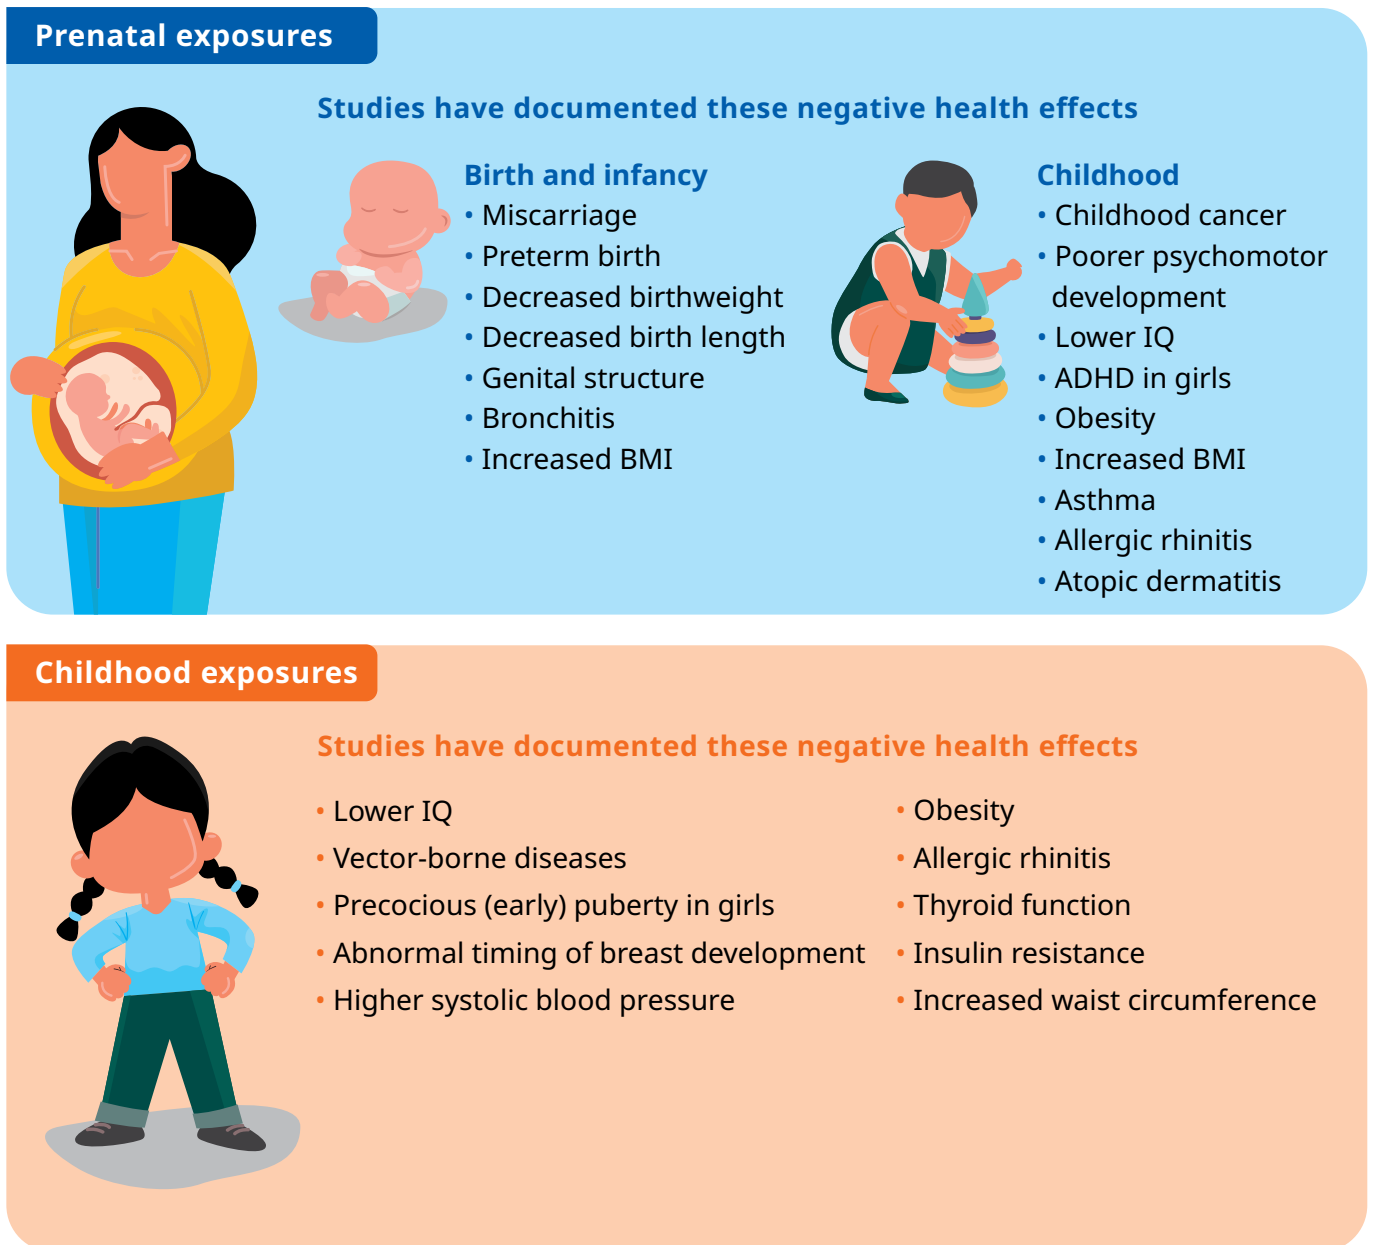 Prenatal exposures
Studies have documented these negative health effects
Birth and infancy
• Miscarriage
• Preterm birth
• Decreased birthweight
• Decreased birth length
• Genital structure
• Bronchitis
• Increased BMI
Childhood
• Childhood cancer
• Poorer psychomotor
development
• Lower IQ
• ADHD in girls
• Obesity
• Increased BMI
• Asthma
• Allergic rhinitis
• Atopic dermatitis
Childhood exposures
Studies have documented these negative health effects
• Lower IQ
• Vector-borne diseases
• Precocious (early) puberty in girls
• Abnormal timing of breast development
• Higher systolic blood pressure
• Obesity
• Allergic rhinitis
• Thyroid function
• Insulin resistance
• Increased waist circumference